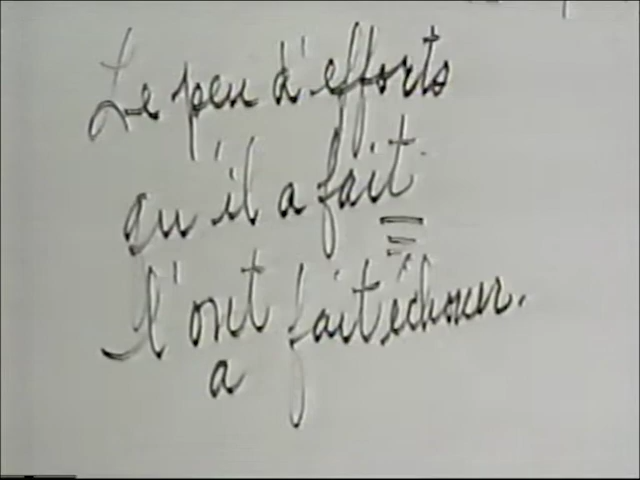 Le peu d'efforts
qu'il a fait
l'ont fait échouer.
a